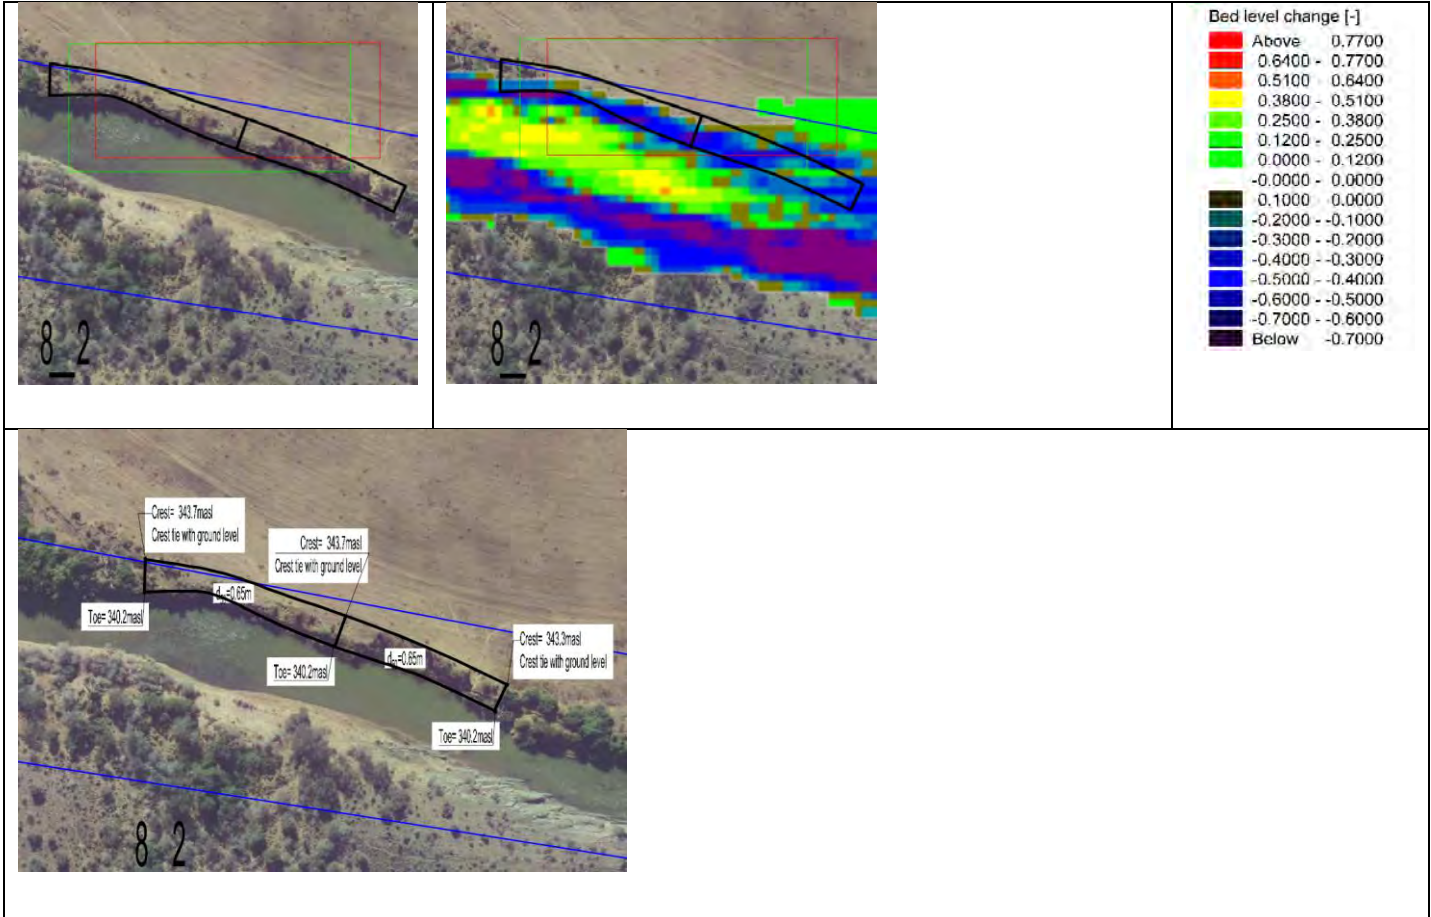 8_2
8_2
Bed level change [-]
Above 0.7700
0.6400 - 0.7700
0.5100 - 0.6400
0.3800 - 0.5100
0.2500 - 0.3800
0.1200 - 0.2500
0.0000 - 0.1200
-0.0000 - 0.0000
0.1000 0.0000
-0.2000 - -0.1000
-0.3000 - -0.2000
-0.4000 - -0.3000
-0.5000 - -0.4000
-0.6000 - -0.5000
-0.7000 - -0.6000
Below -0.7000
Crest= 343.7masl
Crest tie with ground level
Crest= 343.7masl
Crest tie with ground level
=0.65m
Toe= 340.2masl
Crest= 343.3masl
Crest tie with ground level
=0.65m
Toe= 340.2masl
Toe= 340.2masl
8 2